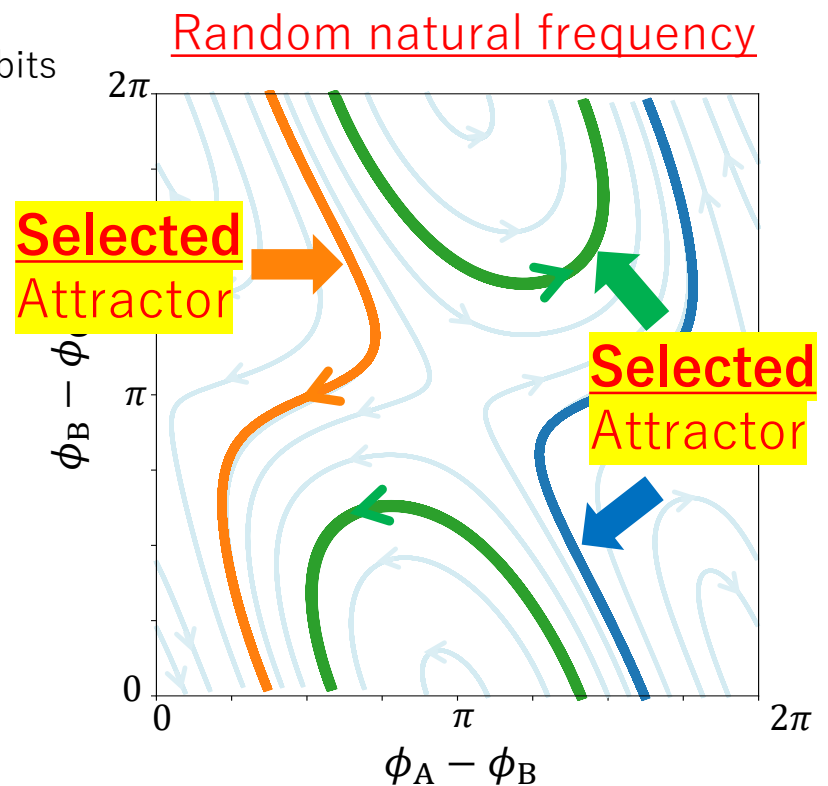 Random natural frequency
bits
2π
Selected
Attractor
Selected
Attractor
π
ϕB − ϕ
0
0
π
2π
ϕA − ϕB